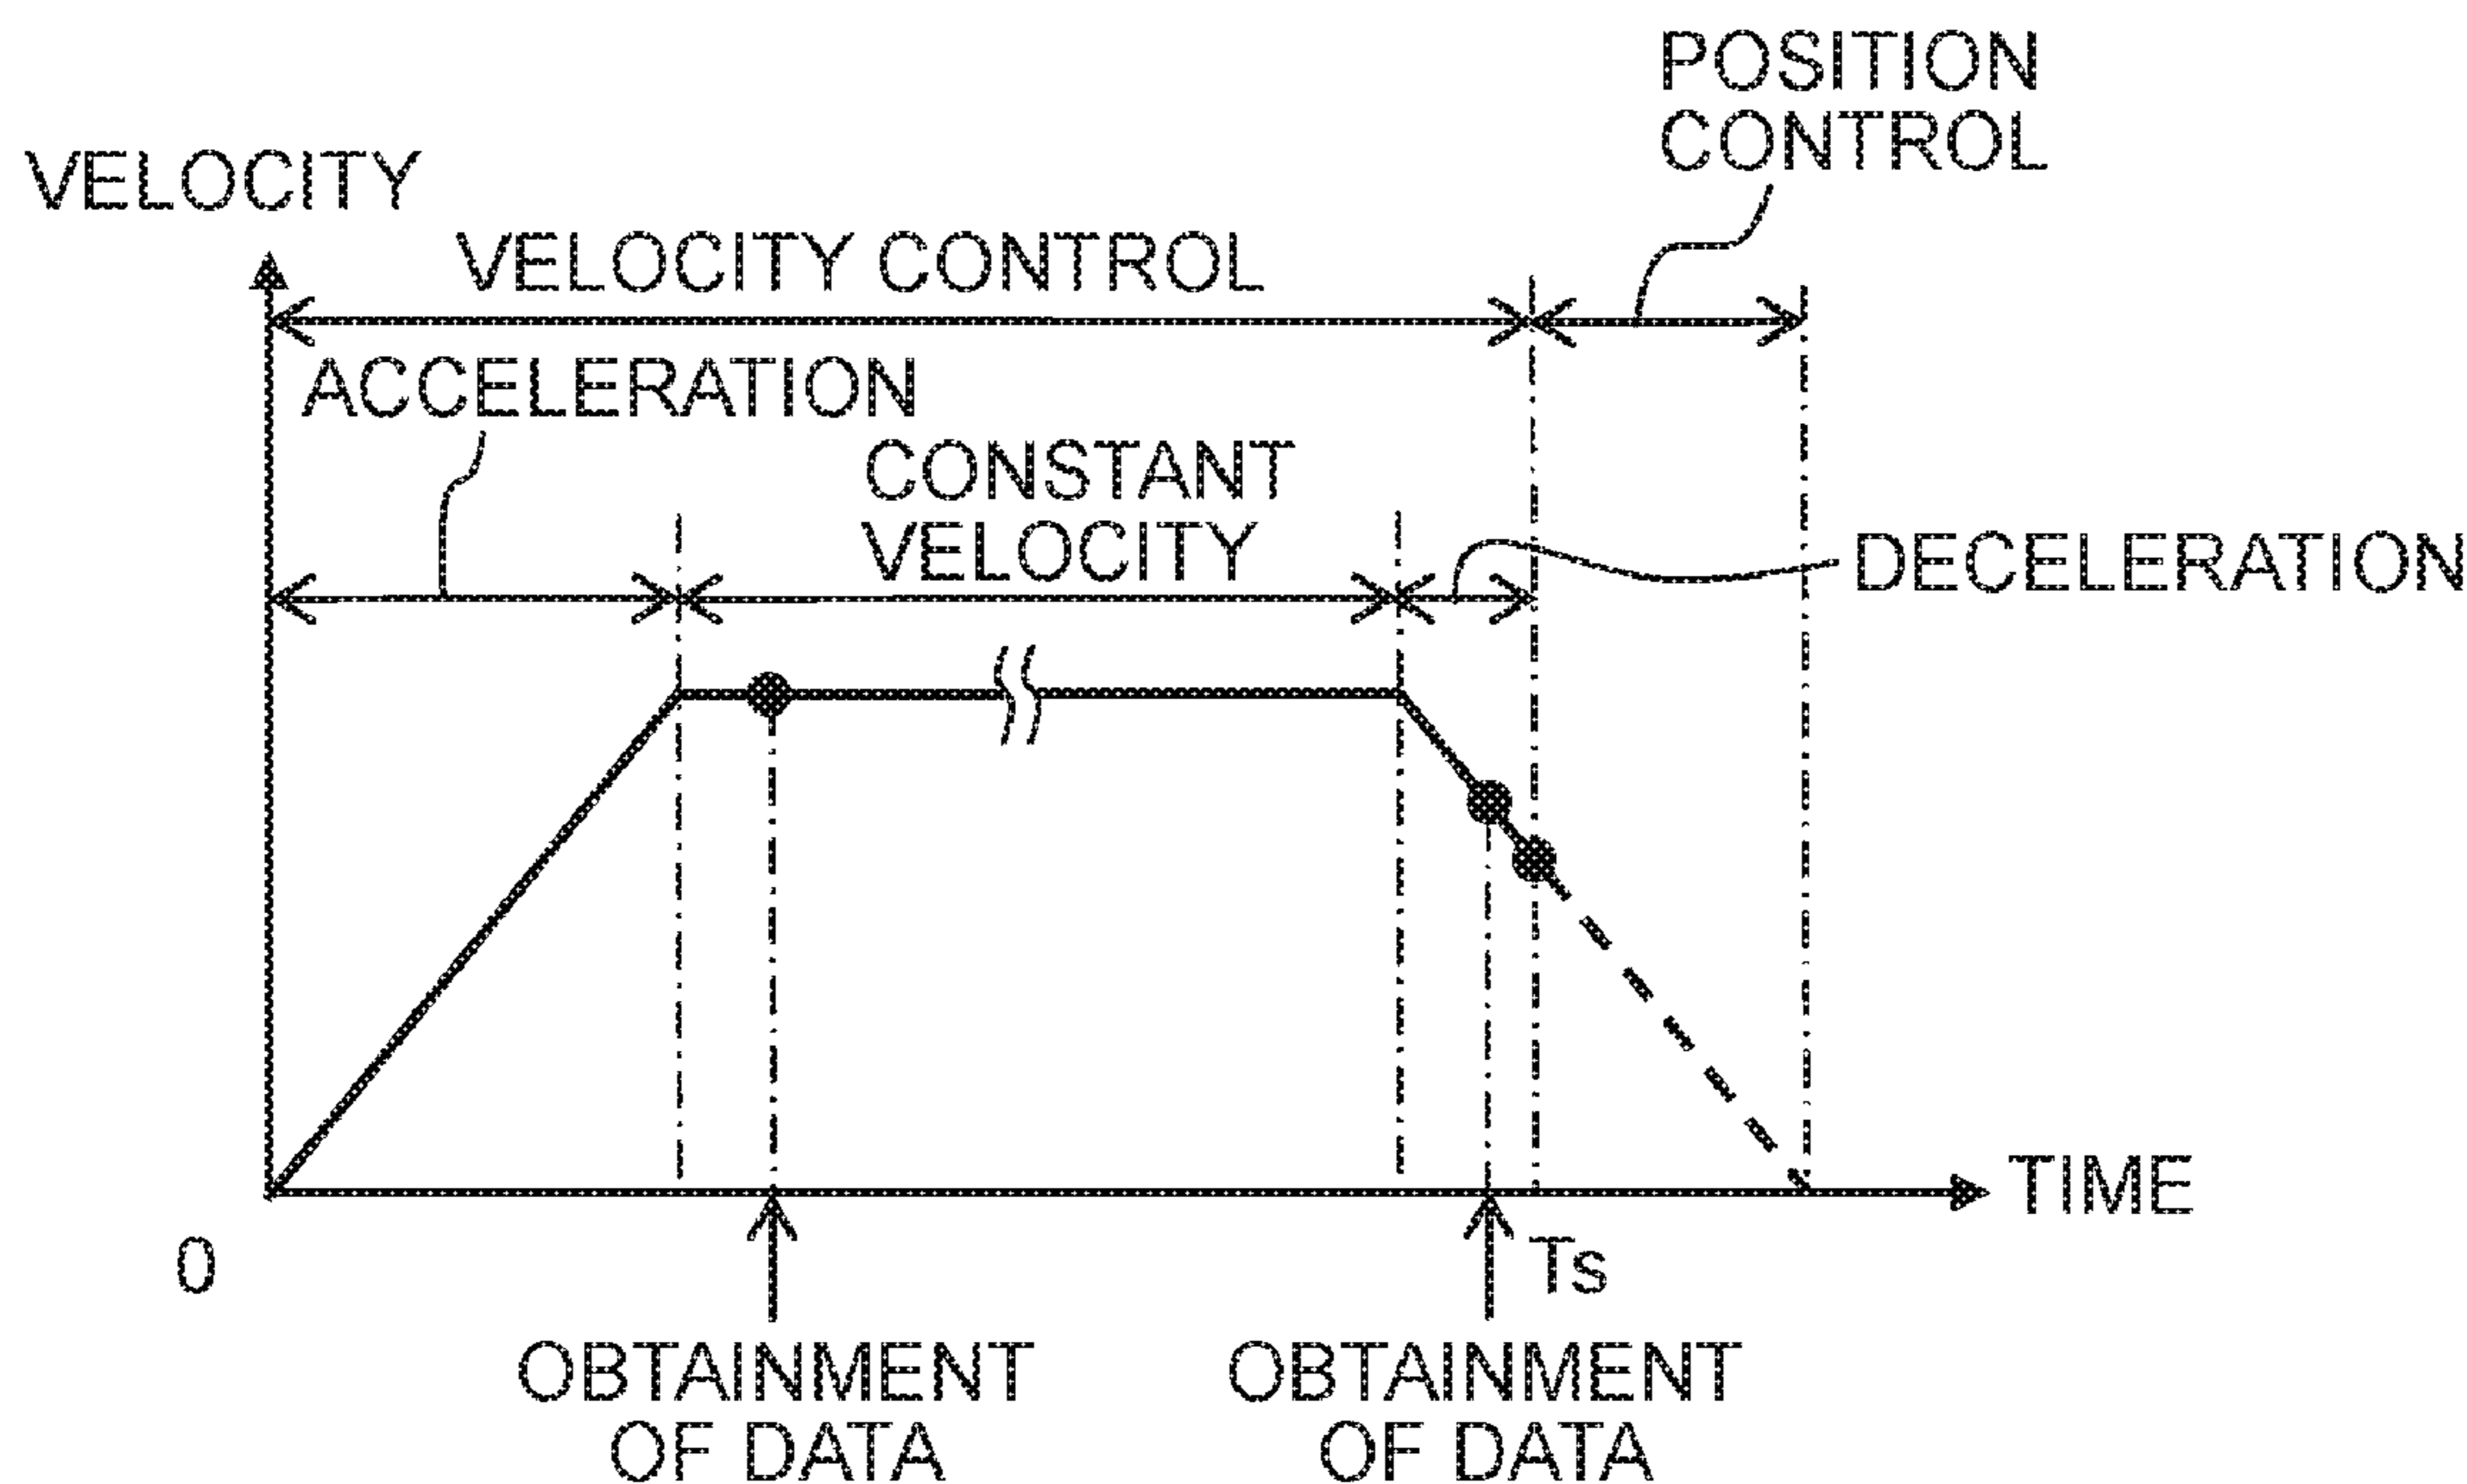 POSITION
CONTROL
VELOCITY
VELOCITY CONTROL
ACCELERATION
CONSTANT
VELOCITY
DECELERATION
TIME
0
Ts
OBTAINMENT
OF DATA
OBTAINMENT
OF DATA